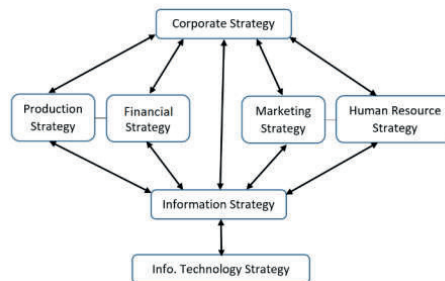 Corporate Strategy
Production
Strategy
Financial
Strategy
Marketing
Strategy
Human Resource
Strategy
Information Strategy
Info. Technology Strategy